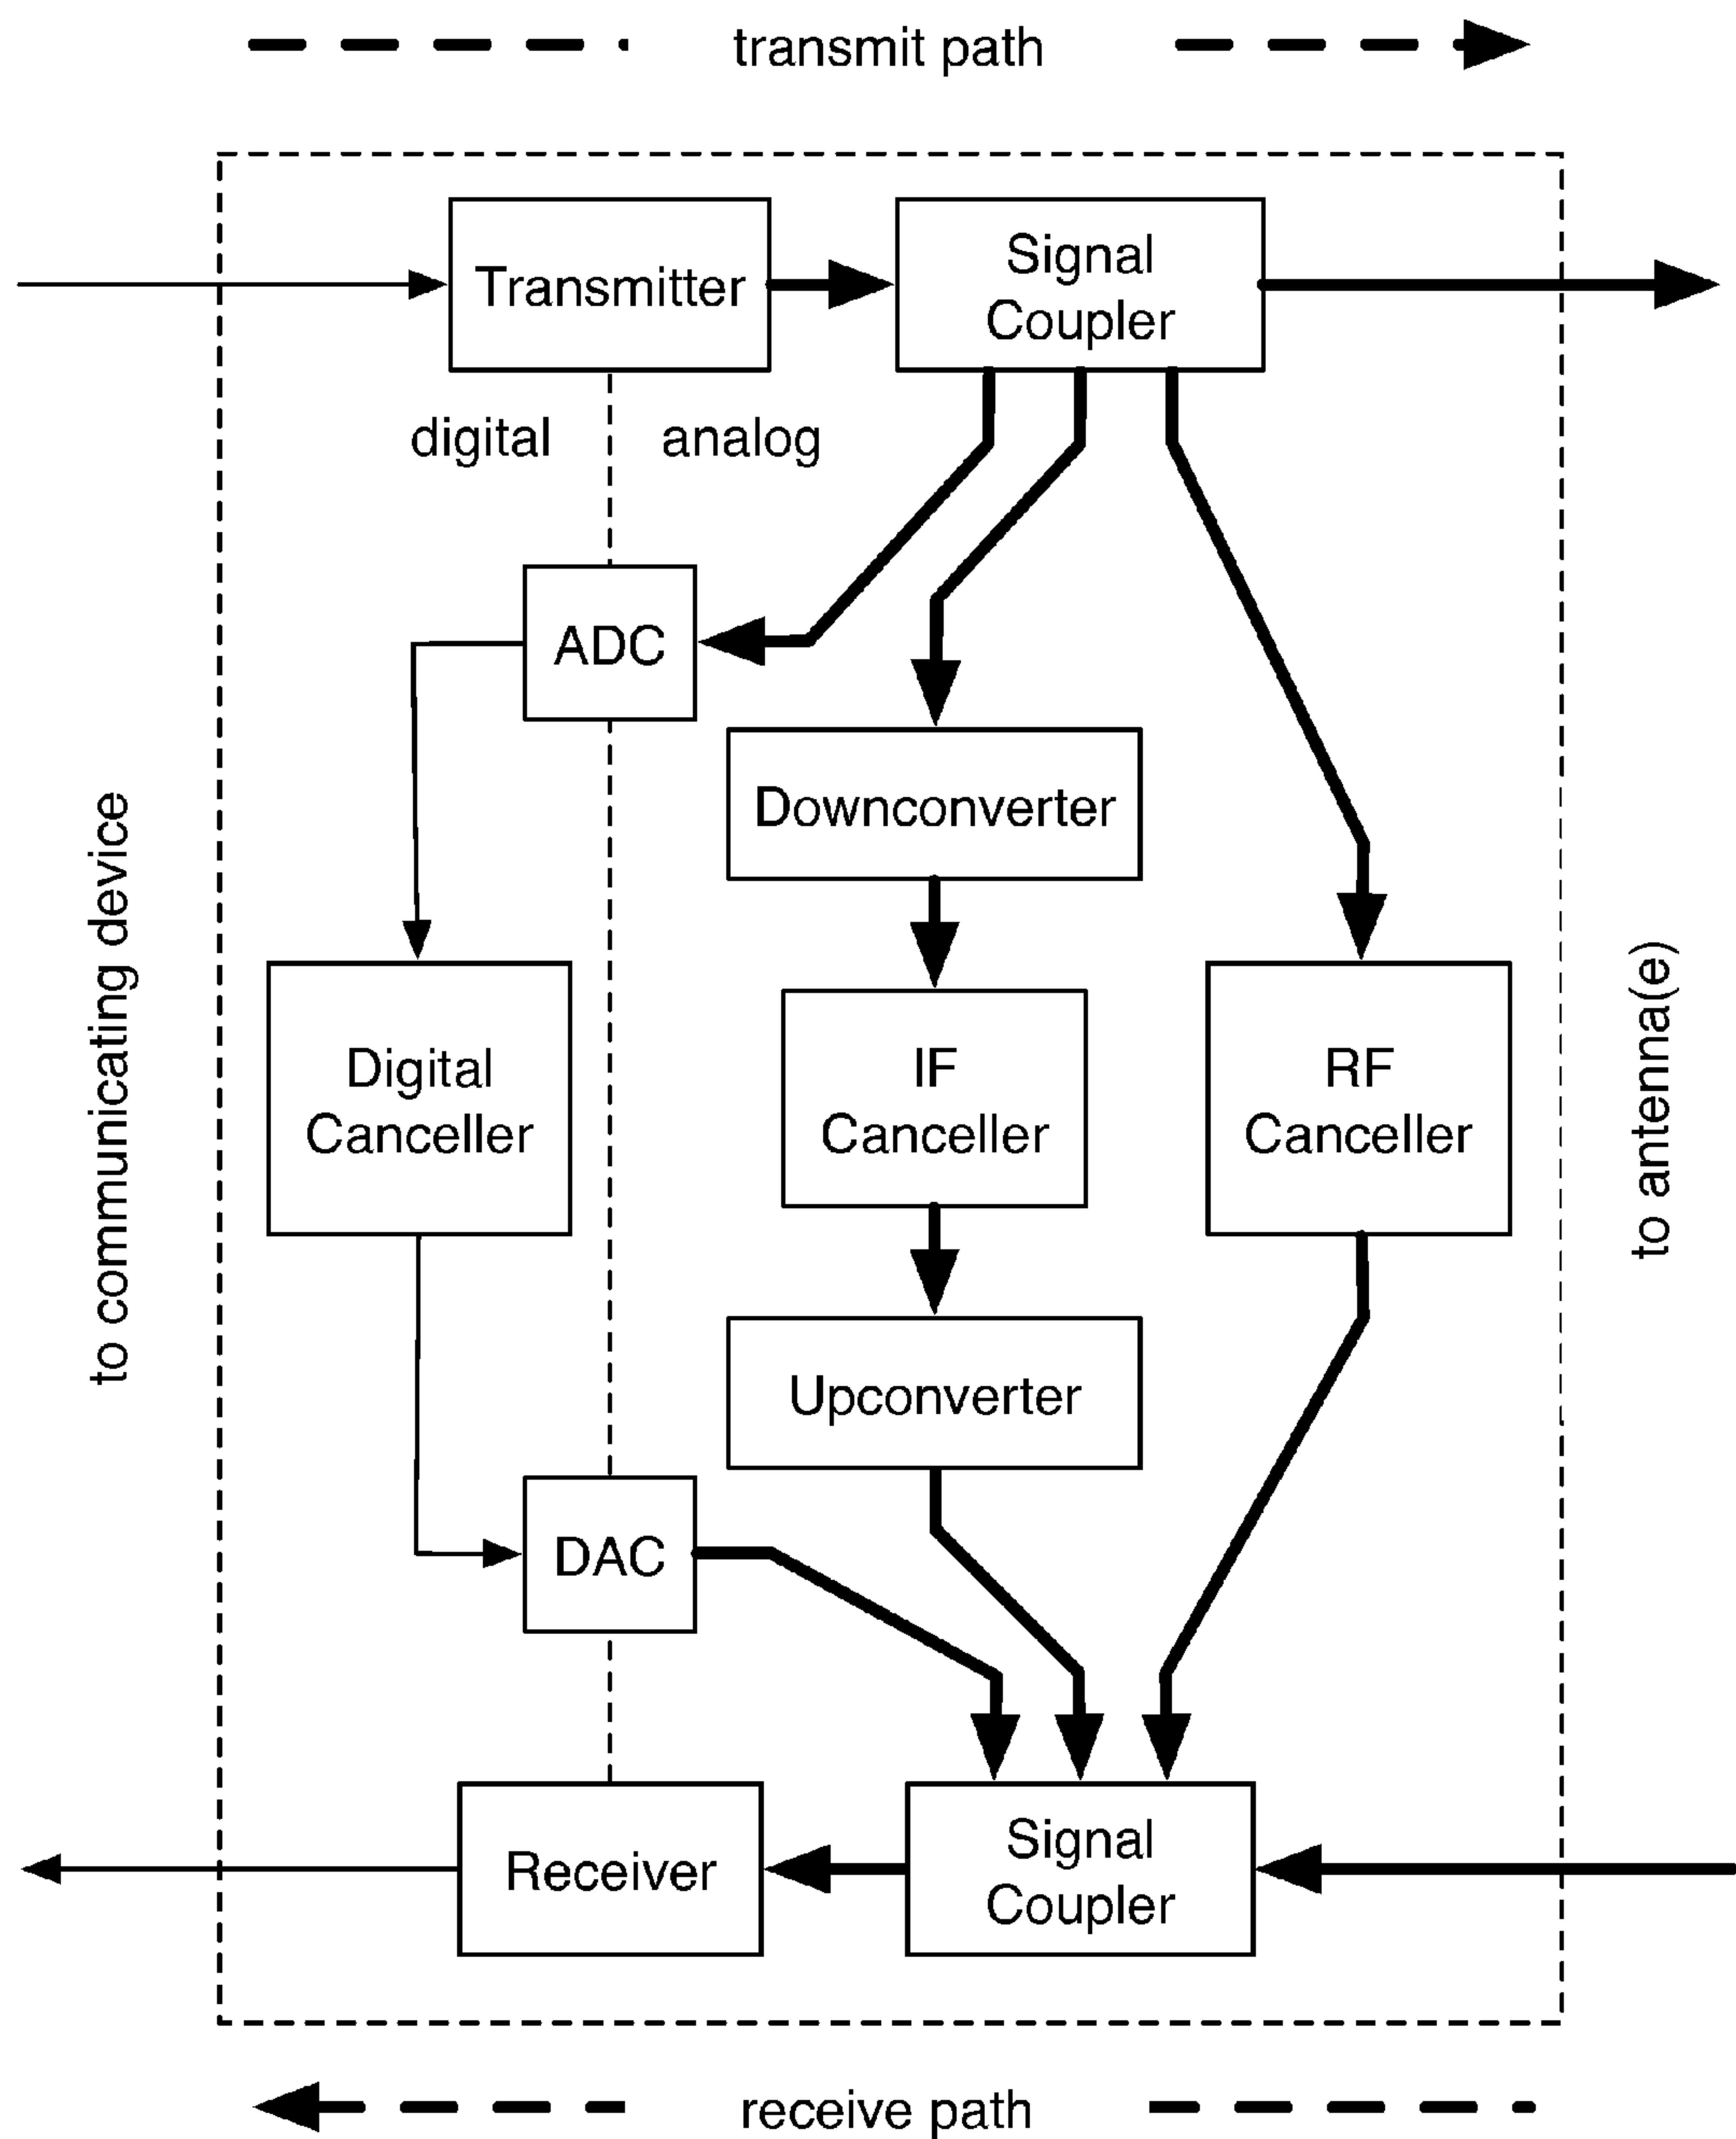 transmit path
Transmitter
Signal
Coupler
digital
analog
ADC
Downconverter
to communicating device
Digital
Canceller
IF
Canceller
RF
Canceller
to antenna(e)
Upconverter
DAC
Receiver
Signal
Coupler
receive path